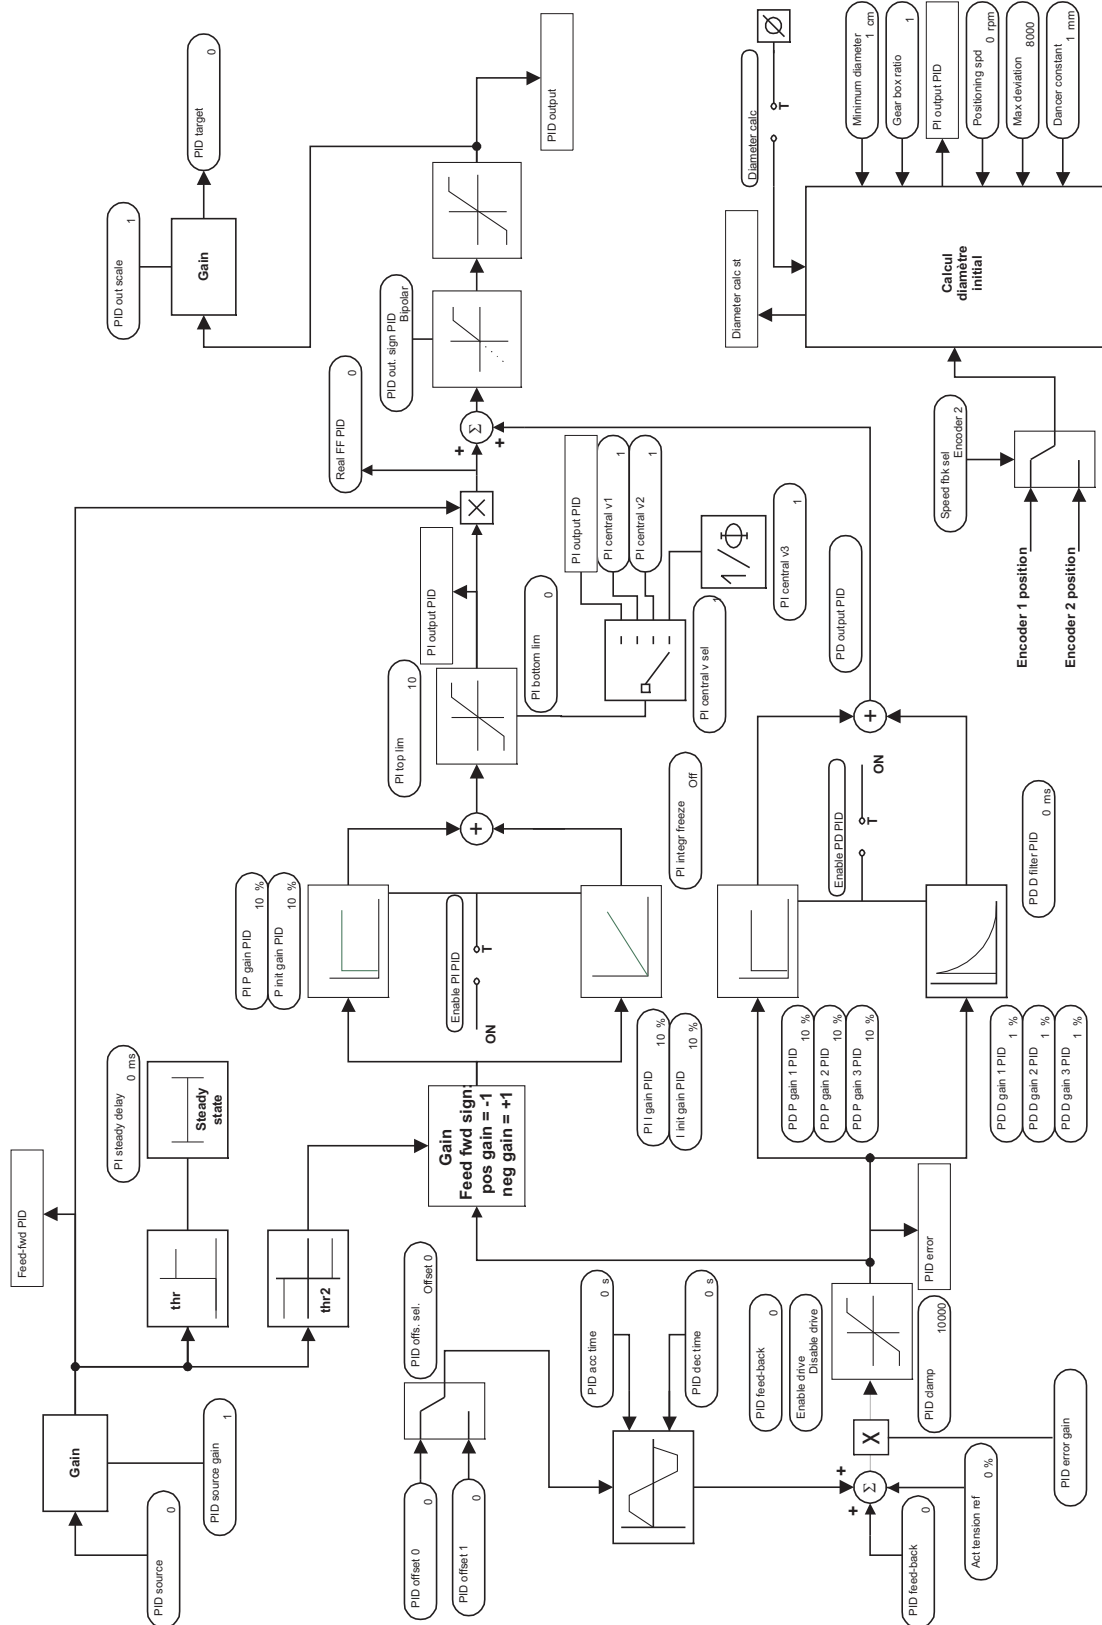 Feed-fwd PID
PID source
0
PID source gain
1
Gain
thr
PI steady delay
0 ms
Steady
state
thr2
PID out scale
1
Gain
PID target
0
PID output
PI P gain PID
10 %
P init gain PID
10 %
Real FF PID
0
PID out. sign PID
Bipolar
PID offset 0
0
PID offset 1
0
PID offs. sel.
Offset 0
Gain
Feed fwd sign:
pos gain = -1
neg gain = +1
ON
Enable PI PID
T
+
PI top lim
10
PI output PID
X
+
Σ
+
PI bottom lim
0
PI output PID
PI central v1
1
PI central v2
1
PI central v sel
1
1/Φ
PI central v3
1
PI I gain PID
10 %
I init gain PID
10 %
PI integr freeze
Off
PID acc time
0 s
PID dec time
0 s
PID feed-back
0
Enable drive
Disable drive
PID clamp
10000
PID error
X
Σ
+
+
PID feed-back
0
Act tension ref
0 %
PID error gain
PD P gain 1 PID
10 %
PD P gain 2 PID
10 %
PD P gain 3 PID
10 %
Enable PD PID
T
ON
PD D gain 1 PID
1 %
PD D gain 2 PID
1 %
PD D gain 3 PID
1 %
PD D filter PID
0 ms
+
PD output PID
Encoder 1 position
Encoder 2 position
Speed fbk sel
Encoder 2
Diameter calc st
Diameter calc
T
Ø
Calcul
diamètre
initial
Minimum diameter
1 cm
Gear box ratio
1
PI output PID
Positioning spd
0 rpm
Max deviation
8000
Dancer constant
1 mm